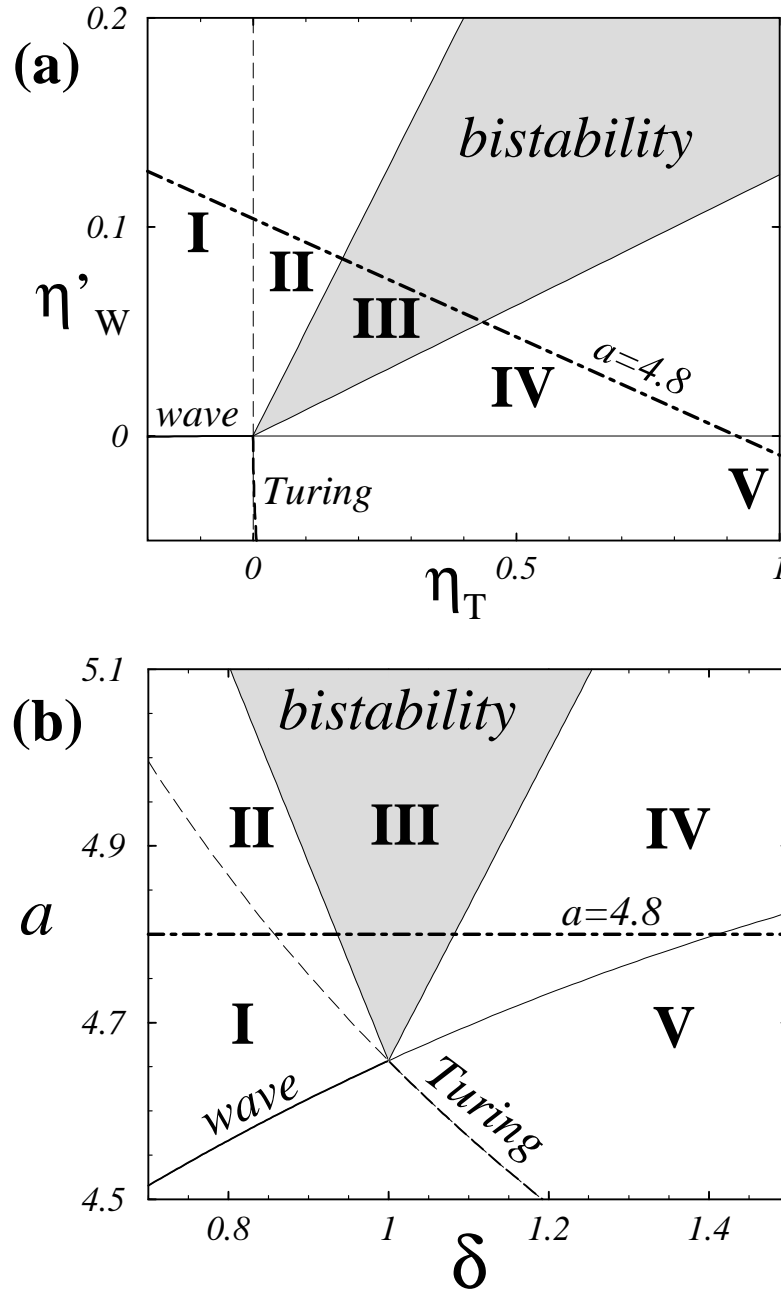 (a)
0.2
bistability
0.1
I
II
III
IV
a=4.8
η'W
wave
0
Turing
V
0
0.5
1
ηT
(b)
5.1
bistability
II
III
IV
4.9
a
a=4.8
I
V
4.7
wave
Turing
4.5
0.8
1
1.2
1.4
δ